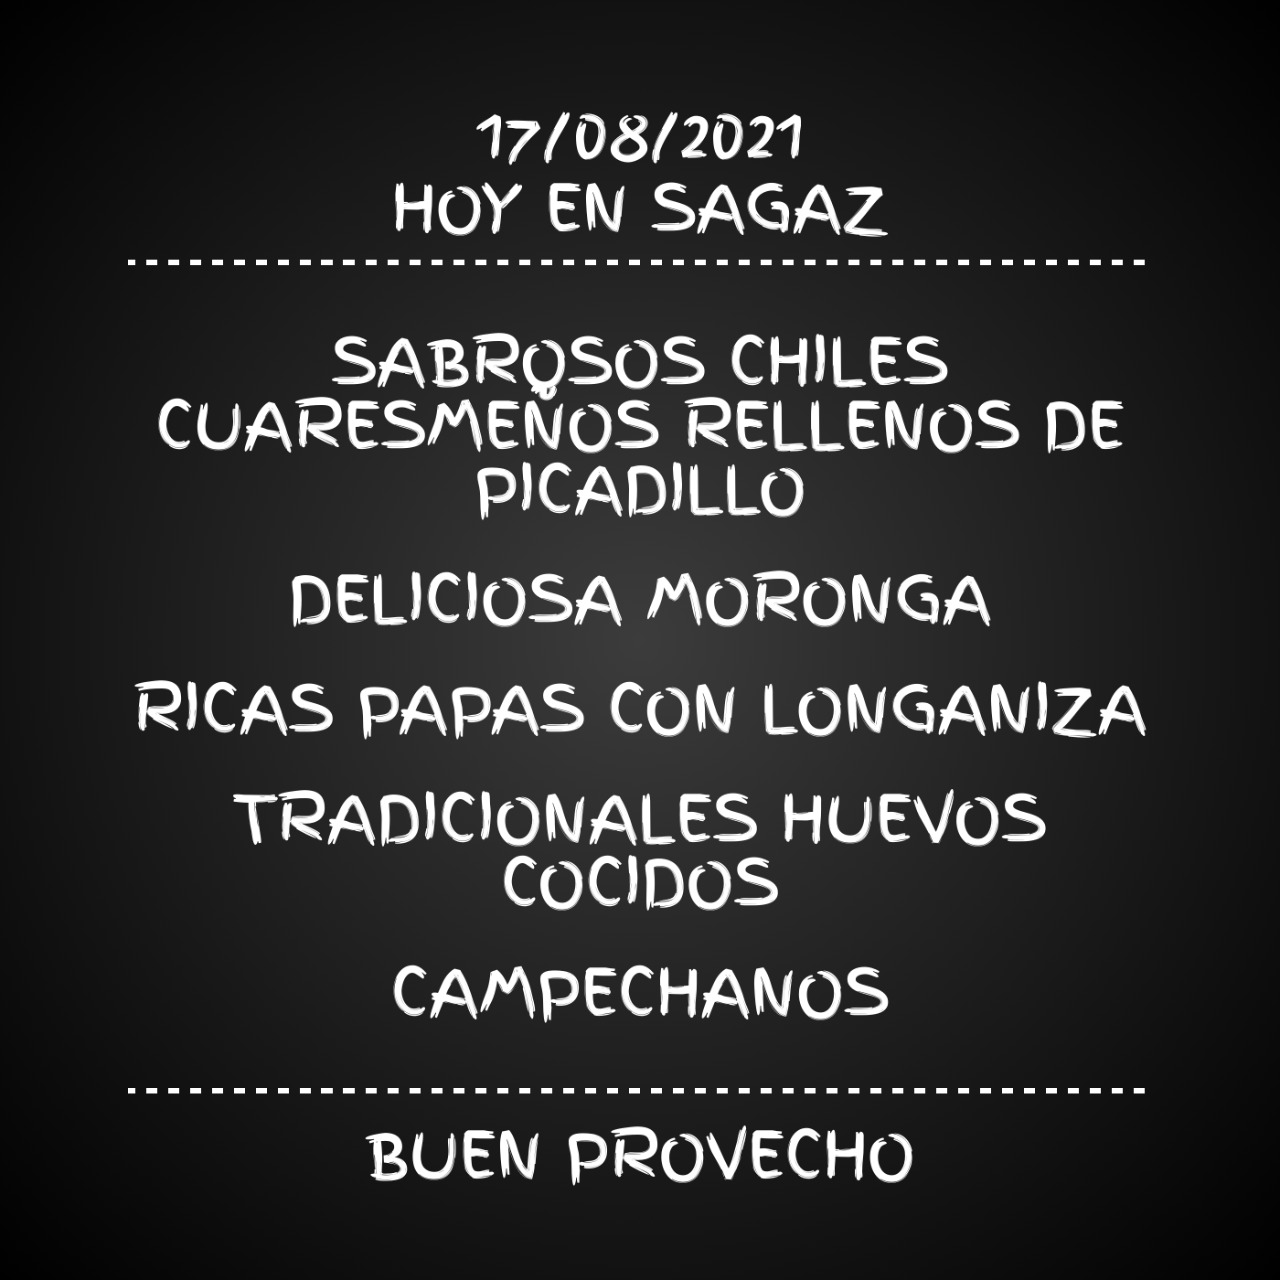 17/08/2021
HOY EN SAGAZ
SABROSOS CHILES
CUARESMEÑOS RELLENOS DE
PICADILLO
DELICIOSA MORONGA
RICAS PAPAS CON LONGANIZA
TRADICIONALES HUEVOS
COCIDOS
CAMPECHANOS
BUEN PROVECHO